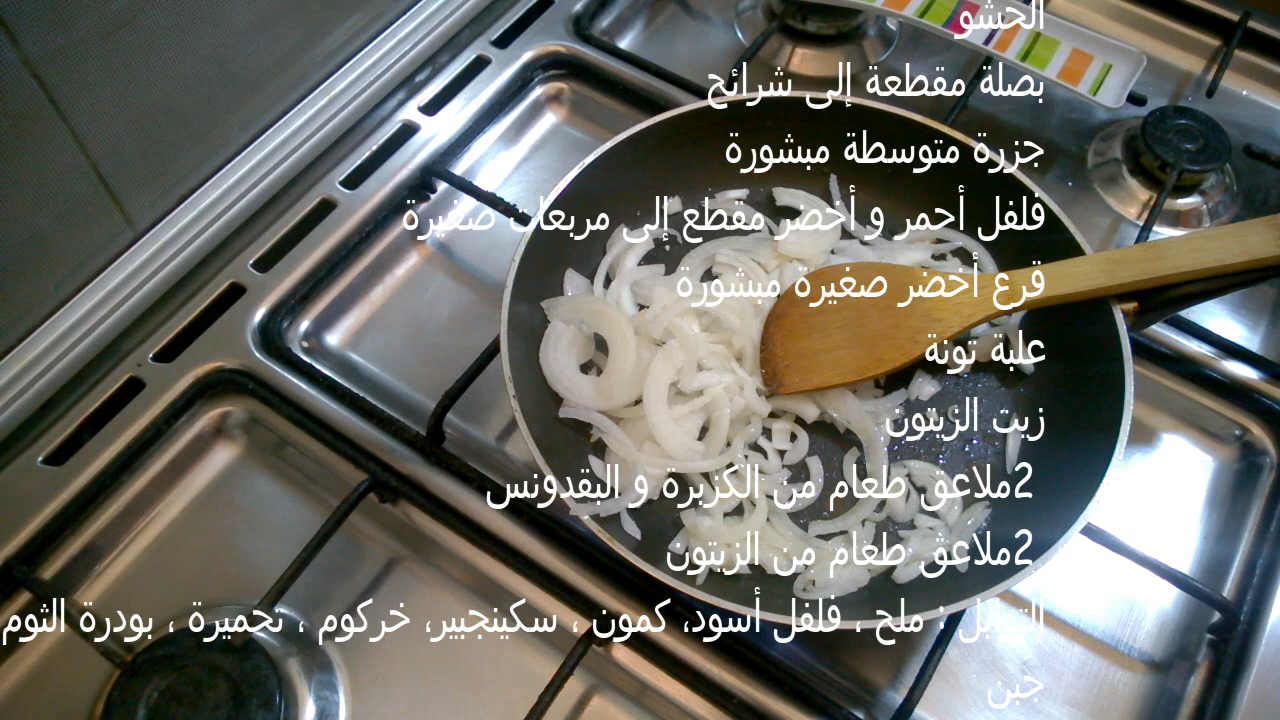 الحشو
بصلة مقطعة إلى شرائح
جزرة متوسطة مبشورة
فلفل أحمر و أخضر مقطع إلى مربعات صغيرة
قرع أخضر صغيرة مبشورة
علبة تونة
زيت الزيتون
2ملاعق طعام من الكزبرة و البقدونس
2ملاعق طعام من الزيتون
التوابل : ملح ، فلفل أسود، كمون ، سكينجبير، خركوم ، تحميرة ، بودرة الثوم
جبن